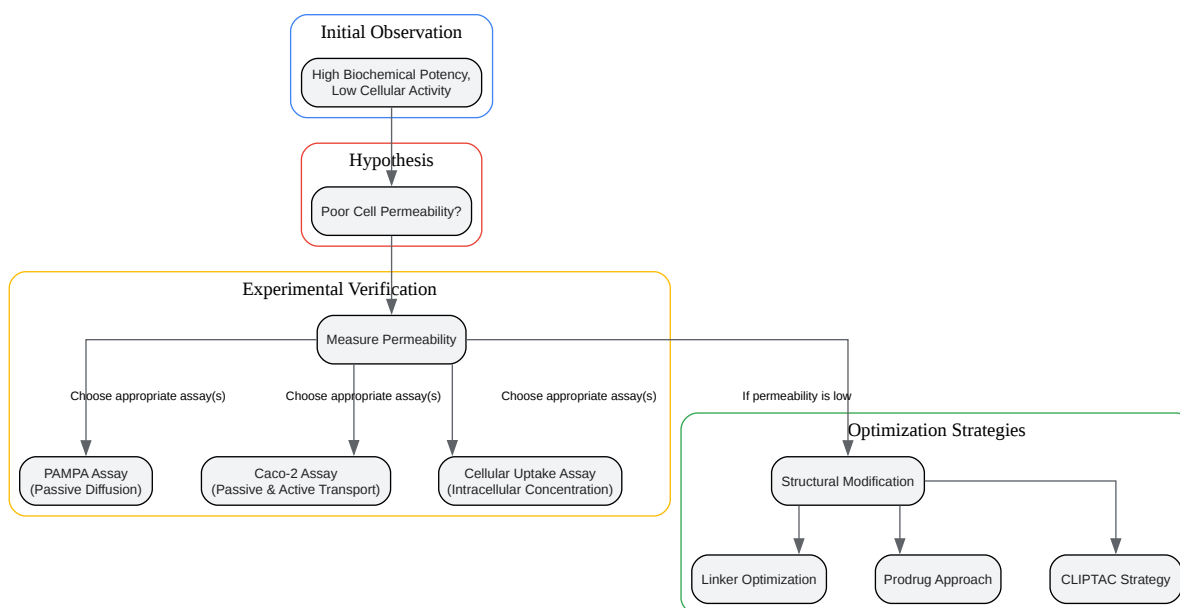 Initial Observation
High Biochemical Potency,
Low Cellular Activity
Hypothesis
Poor Cell Permeability?
Experimental Verification
Measure Permeability
Choose appropriate assay(s)
Choose appropriate assay(s)
Choose appropriate assay(s)
If permeability is low
Optimization Strategies
PAMPA Assay
(Passive Diffusion)
Caco-2 Assay
(Passive & Active Transport)
Cellular Uptake Assay
(Intracellular Concentration)
Structural Modification
Linker Optimization
Prodrug Approach
CLIPTAC Strategy